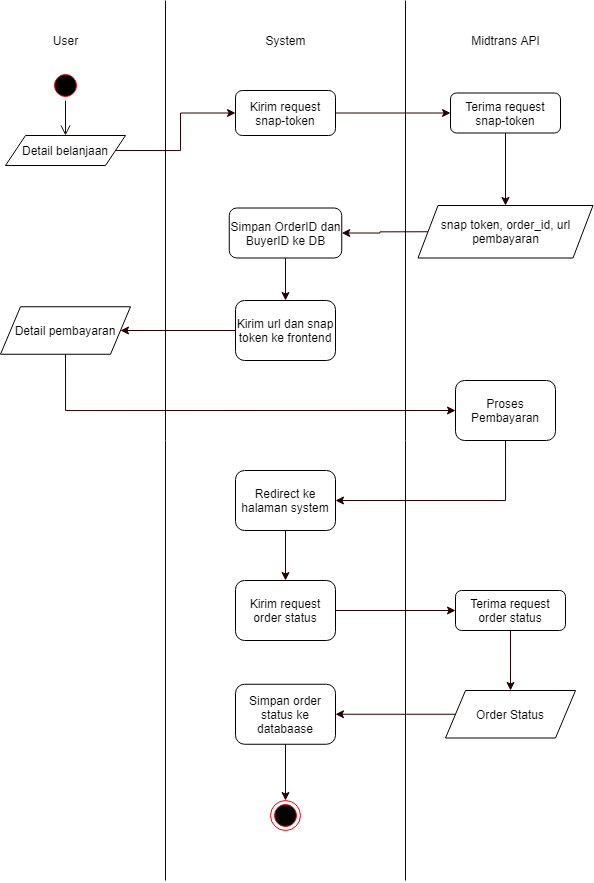 User
System
Midtrans API
Kirim request
snap-token
Terima request
snap-token
Detail belanjaan
Simpan OrderID dan
BuyerID ke DB
snap token, order_id, url
pembayaran
Kirim url dan snap
token ke frontend
Detail pembayaran
Proses
Pembayaran
Redirect ke
halaman system
Kirim request
order status
Terima request
order status
Simpan order
status ke
databaase
Order Status